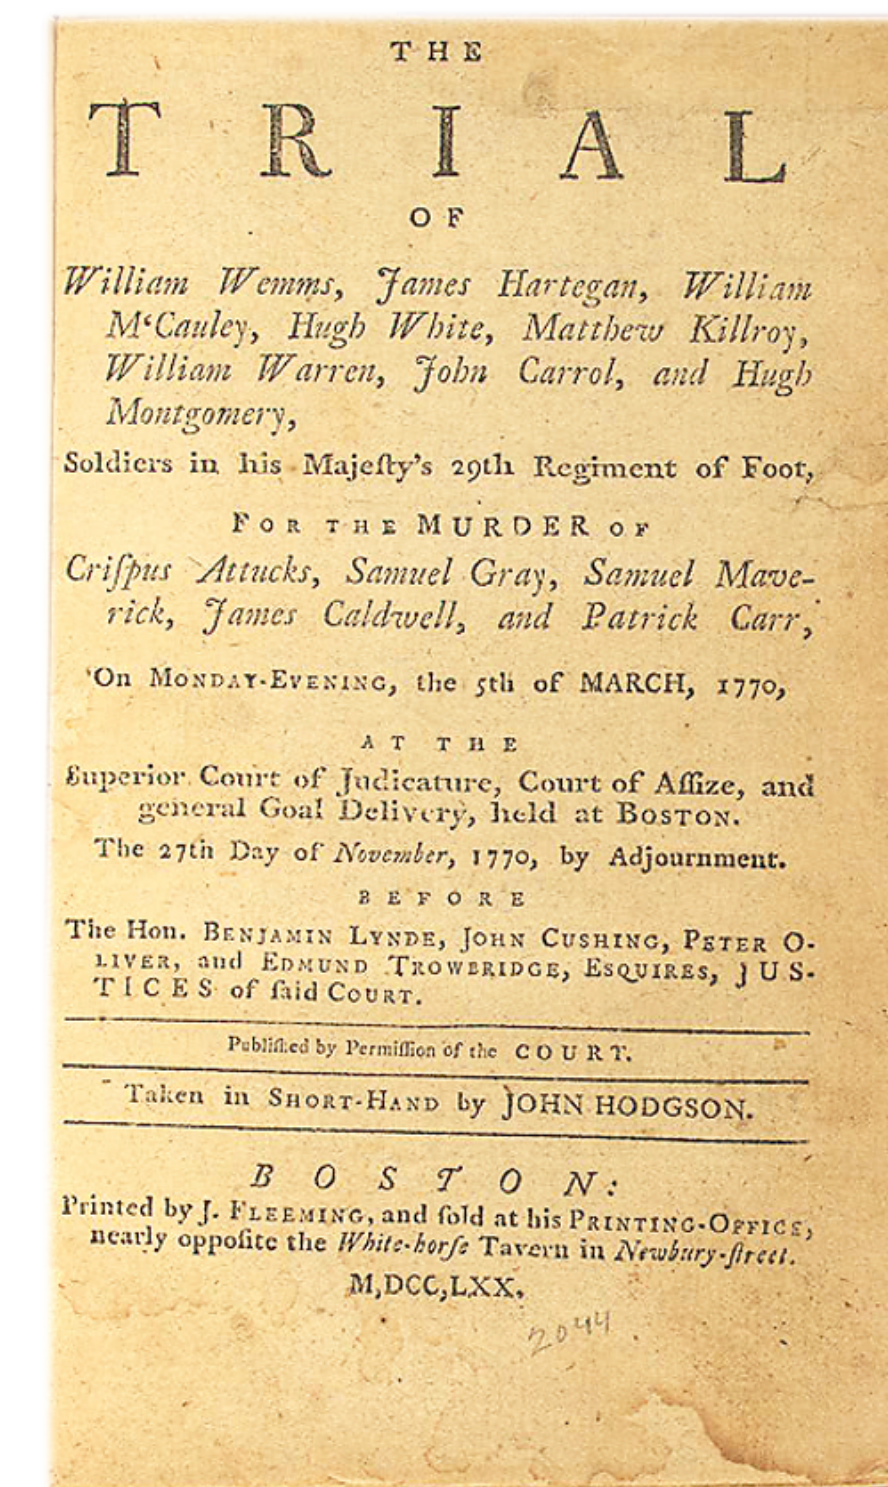 THE
TRIAL
OF
William Wemms, James Hartegan, William
MʻCauley, Hugh White, Matthew Killroy,
William Warren, John Carrol, and Hugh
Montgomery,
Soldiers in his Majeſty's 29th Regiment of Foot,
FOR THE MURDER OF
Criſpus Attucks, Samuel Gray, Samuel Mave-
rick, James Caldwell, and Patrick Carr,
On MONDAY-EVENING, the 5th of MARCH, 1770,
AT THE
Superior Court of Judicature, Court of Aſſize, and
general Goal Delivery, held at BOSTON.
The 27th Day of November, 1770, by Adjournment.
BEFORE
The Hon. BENJAMIN LYNDE, JOHN CUSHING, PETER O-
LIVER, and EDMUND TROWBRIDGE, ESQUIRES, JUS-
TICES of ſaid COURT.
Publiſhed by Permiſſion of the COURT.
Taken in SHORT-HAND by JOHN HODGSON.
BOSTON:
Printed by J. FLEEMING, and ſold at his PRINTING-OFFICE,
nearly oppoſite the White-horſe Tavern in Newbury-ſtreet.
M,DCC,LXX.
2044